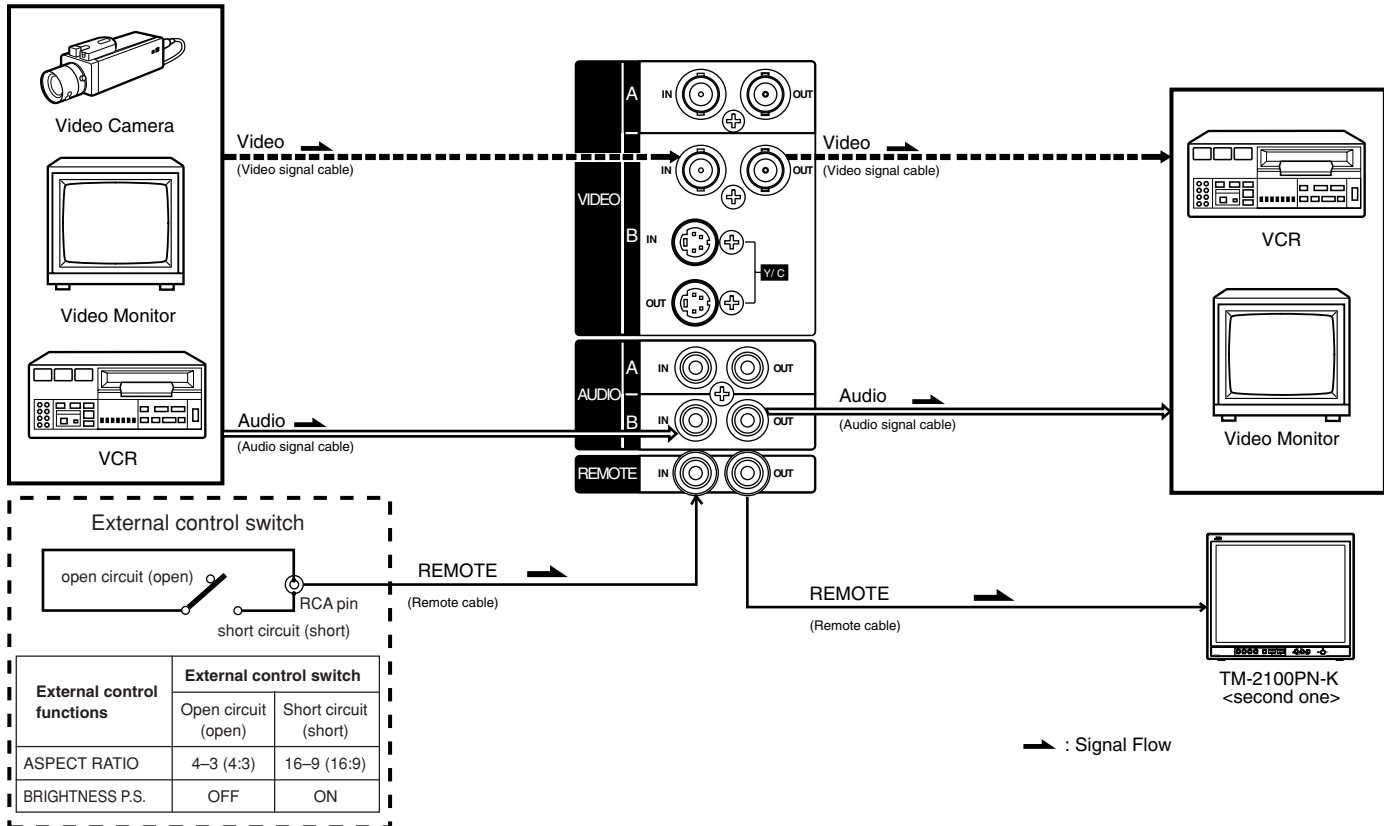 Video Camera
Video Monitor
VCR
Video
(Video signal cable)
Audio
(Audio signal cable)
VIDEO
A
IN
OUT
B
IN
OUT
IN
OUT
Y/ C
AUDIO
A
IN
OUT
B
IN
OUT
REMOTE
IN
OUT
Video
(Video signal cable)
Audio
(Audio signal cable)
VCR
Video Monitor
External control switch
open circuit (open)
RCA pin
short circuit (short)
REMOTE
(Remote cable)
REMOTE
(Remote cable)
TM-2100PN-K
<second one>
External control functions
External control switch
Open circuit (open)
Short circuit (short)
ASPECT RATIO
4–3 (4:3)
16–9 (16:9)
BRIGHTNESS P.S.
OFF
ON
: Signal Flow